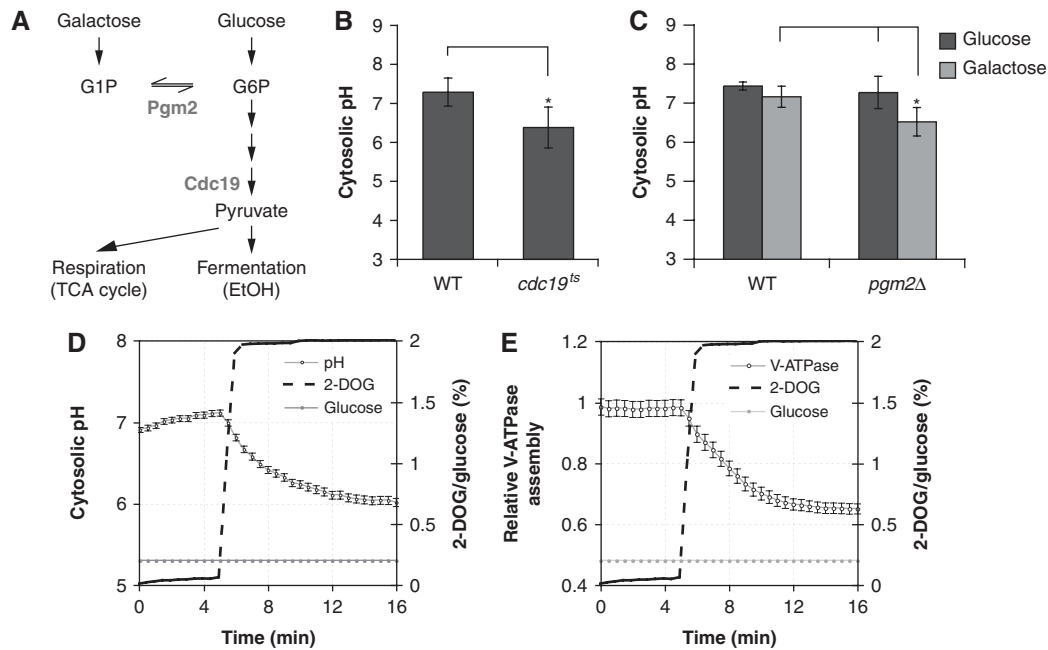 A
Galactose
Glucose
G1P
G6P
Pgm2
Cdc19
Pyruvate
Respiration
(TCA cycle)
Fermentation
(EtOH)
B
Cytosolic pH
8
7
6
5
4
3
*
WT
cdc19ts
C
Cytosolic pH
8
7
6
5
4
3
*
WT
pgm2Δ
Glucose
Galactose
D
Cytosolic pH
8
7
6
5
pH
2-DOG
Glucose
2
1.5
1
0.5
0
2-DOG/glucose (%)
0
4
8
12
16
Time (min)
E
Relative V-ATPase
assembly
1.2
1
0.8
0.6
0.4
V-ATPase
2-DOG
Glucose
2
1.5
1
0.5
0
2-DOG/glucose (%)
0
4
8
12
16
Time (min)